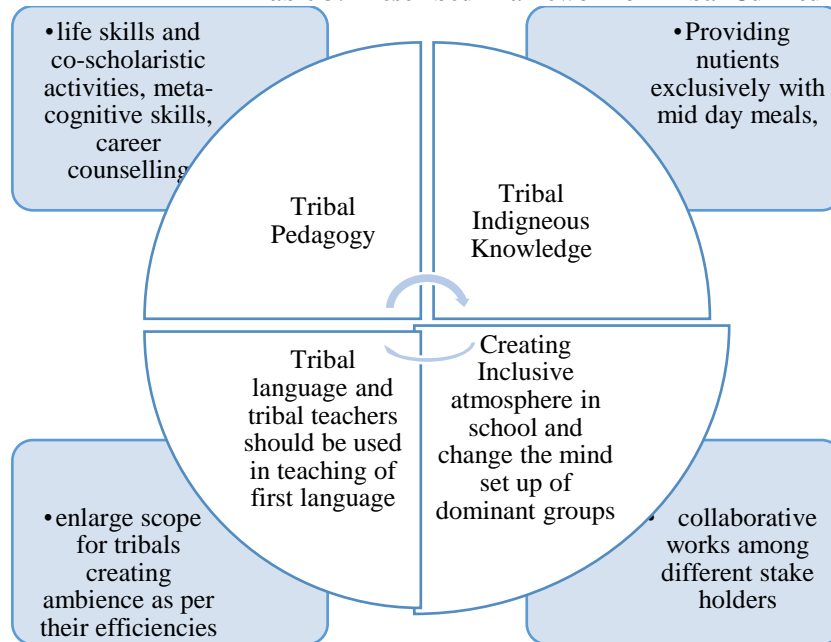 •life skills and
co-scholaristic
activities, meta-
cognitive skills,
career
counselling
•Providing
nutients
exclusively with
mid day meals,
Tribal
Pedagogy
Tribal
Indigneous
Knowledge
Tribal
language and
tribal teachers
should be used
in teaching of
first language
Creating
Inclusive
atmosphere in
school and
change the mind
set up of
dominant groups
•enlarge scope
for tribals
creating
ambience as per
their efficiencies
• collaborative
works among
different stake
holders